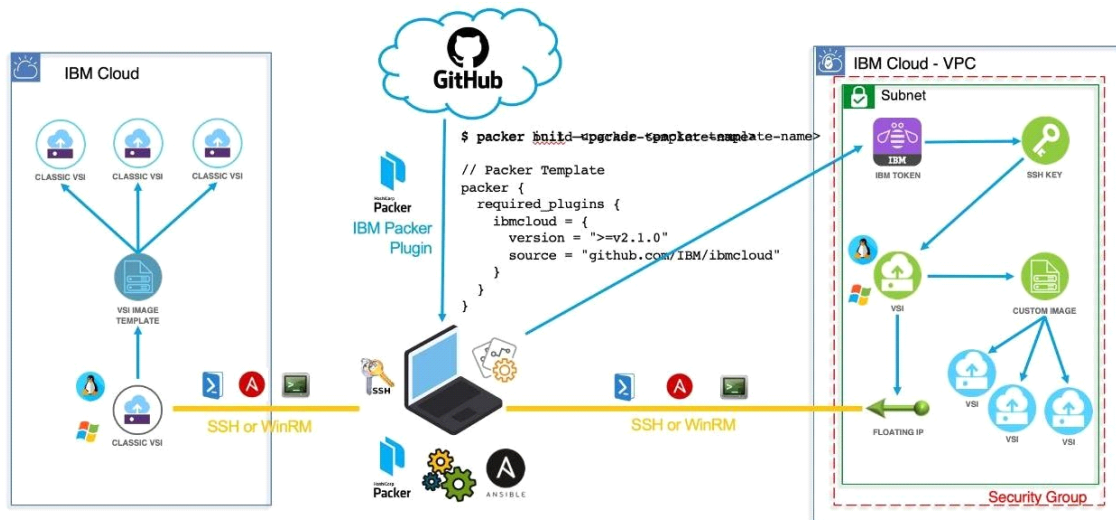 IBM Cloud
CLASSIC VSI
CLASSIC VSI
CLASSIC VSI
VSI IMAGE
TEMPLATE
CLASSIC VSI
SSH or WinRM
GitHub
$ packer
// Packer Template
packer {
required_plugins {
ibmcloud = {
version = ">=v2.1.0"
source = "github.com/IBM/ibmcloud"
}
}
}
HashiCorp
Packer
IBM Packer
Plugin
SSH
HashiCorp
Packer
ANSIBLE
SSH or WinRM
IBM Cloud - VPC
Subnet
IBM
IBM TOKEN
SSH KEY
VSI
CUSTOM IMAGE
FLOATING IP
VSI
VSI
VSI
Security Group